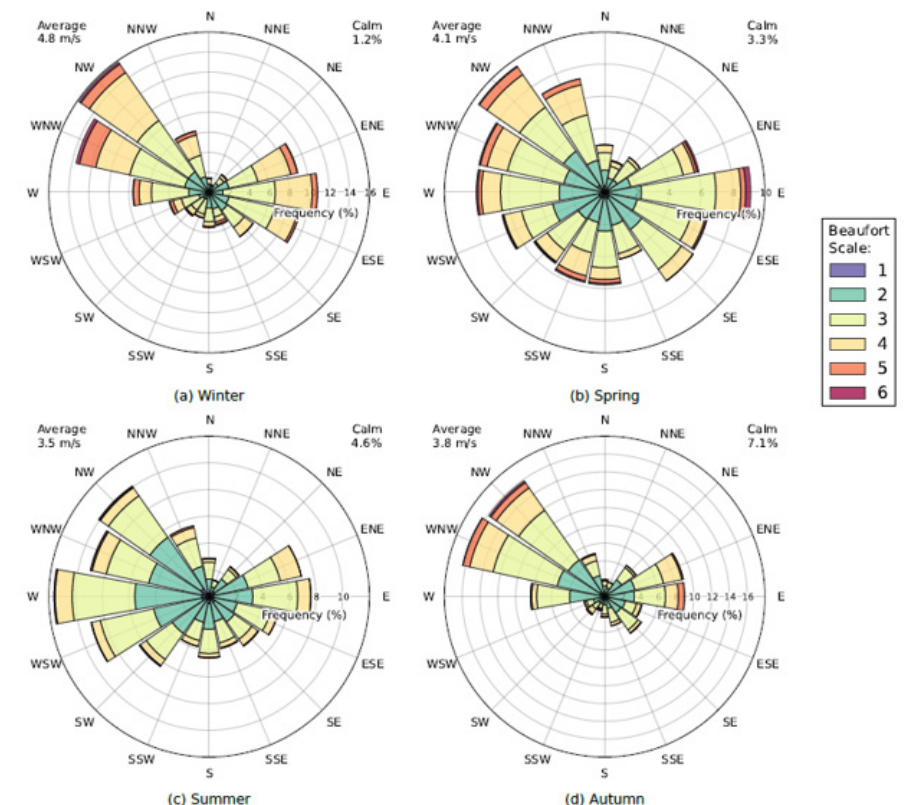 Average
4.8 m/s
Calm
1.2%
N
NNE
NE
ENE
E
ESE
SE
SSE
S
SSW
SW
WSW
W
WNW
NW
NNW
4 6 8 10 12 14 16
Frequency (%)
(a) Winter
Average
4.1 m/s
Calm
3.3%
N
NNE
NE
ENE
E
ESE
SE
SSE
S
SSW
SW
WSW
W
WNW
NW
NNW
4 6 8 10
Frequency (%)
(b) Spring
Beaufort
Scale:
1
2
3
4
5
6
Average
3.5 m/s
Calm
4.6%
N
NNE
NE
ENE
E
ESE
SE
SSE
S
SSW
SW
WSW
W
WNW
NW
NNW
4 6 8 10
Frequency (%)
(c) Summer
Average
3.8 m/s
Calm
7.1%
N
NNE
NE
ENE
E
ESE
SE
SSE
S
SSW
SW
WSW
W
WNW
NW
NNW
4 6 8 10 12 14 16
Frequency (%)
(d) Autumn